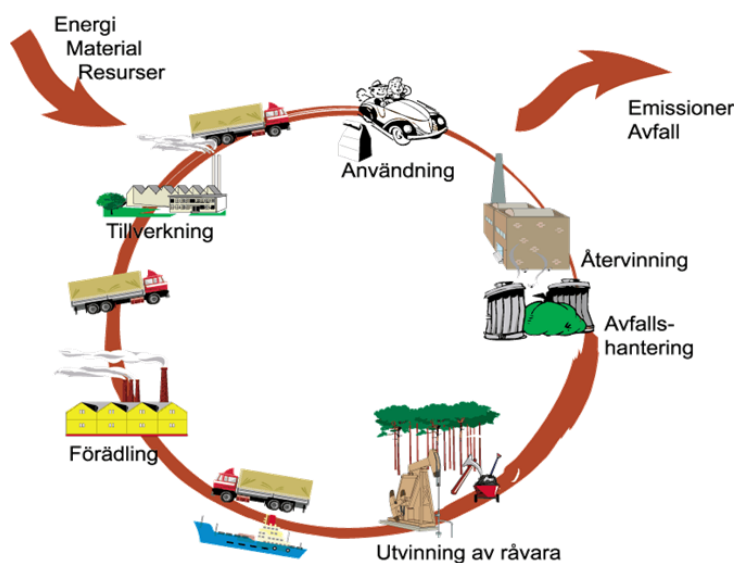 Energi
Material
Resurser
Emissioner
Avfall
Användning
Tillverkning
Återvinning
Avfalls-
hantering
Förädling
Utvinning av råvara